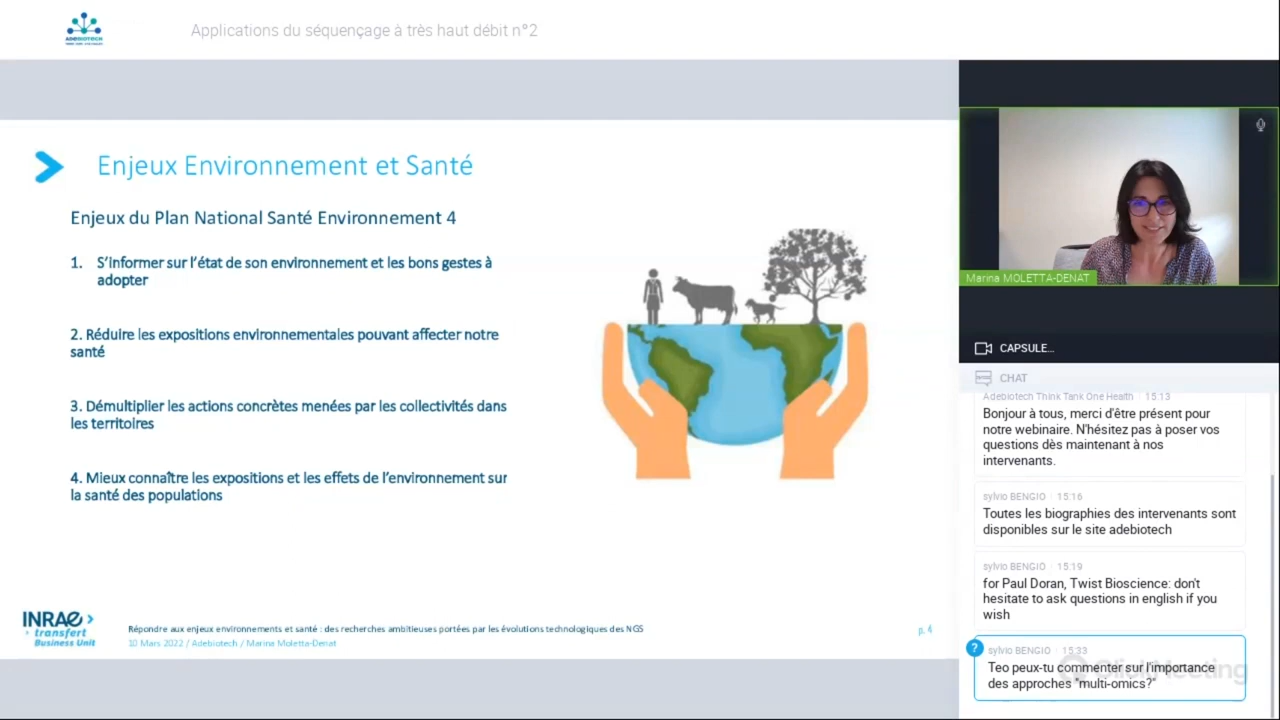 ADEBIOTECH
Applications du séquençage à très haut débit n°2
Enjeux Environnement et Santé
Enjeux du Plan National Santé Environnement 4
1. S'informer sur l'état de son environnement et les bons gestes à
adopter
2. Réduire les expositions environnementales pouvant affecter notre
santé
3. Démultiplier les actions concrètes menées par les collectivités dans
les territoires
4. Mieux connaître les expositions et les effets de l'environnement sur
la santé des populations
INRAE
transfert
Business Unit
Répondre aux enjeux environnements et santé : des recherches ambitieuses portées par les évolutions technologiques des NGS
10 Mars 2022 / Adebiotech / Marina Moletta-Denat
p. 4
Marina MOLETTA-DENAT
CAPSULE...
CHAT
Adebiotech Think Tank One Health 15:13
Bonjour à tous, merci d'être présent pour
notre webinaire. N'hésitez pas à poser vos
questions dès maintenant à nos
intervenants.
sylvio BENGIO 15:16
Toutes les biographies des intervenants sont
disponibles sur le site adebiotech
sylvio BENGIO 15:19
for Paul Doran, Twist Bioscience: don't
hesitate to ask questions in english if you
wish
?
sylvio BENGIO 15:33
Teo peux-tu commenter sur l'importance
des approches "multi-omics?"
ClickMeeting